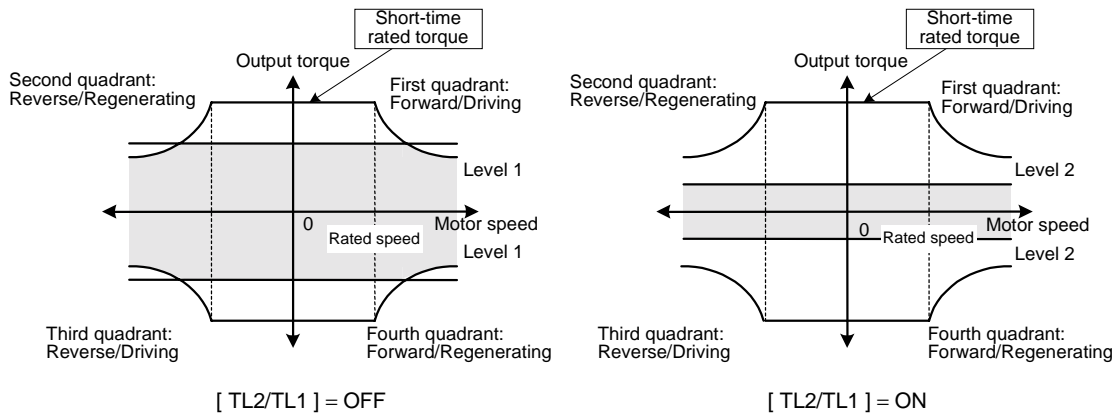 Short-time
rated torque
Output torque
Second quadrant:
Reverse/Regenerating
First quadrant:
Forward/Driving
Level 1
0
Motor speed
Rated speed
Level 1
Third quadrant:
Reverse/Driving
Fourth quadrant:
Forward/Regenerating
[ TL2/TL1 ] = OFF
Short-time
rated torque
Output torque
Second quadrant:
Reverse/Regenerating
First quadrant:
Forward/Driving
Level 2
0
Motor speed
Rated speed
Level 2
Third quadrant:
Reverse/Driving
Fourth quadrant:
Forward/Regenerating
[ TL2/TL1 ] = ON